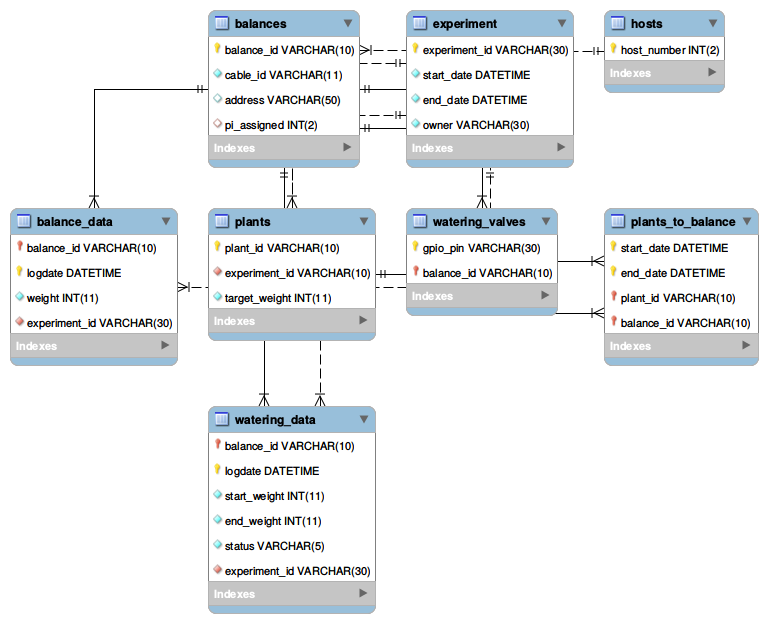 balances
balance_id VARCHAR(10)
cable_id VARCHAR(11)
address VARCHAR(50)
pi_assigned INT(2)
Indexes
experiment
experiment_id VARCHAR(30)
start_date DATETIME
end_date DATETIME
owner VARCHAR(30)
Indexes
hosts
host_number INT(2)
Indexes
balance_data
balance_id VARCHAR(10)
logdate DATETIME
weight INT(11)
experiment_id VARCHAR(30)
Indexes
plants
plant_id VARCHAR(10)
experiment_id VARCHAR(10)
target_weight INT(11)
Indexes
watering_valves
gpio_pin VARCHAR(30)
balance_id VARCHAR(10)
Indexes
plants_to_balance
start_date DATETIME
end_date DATETIME
plant_id VARCHAR(10)
balance_id VARCHAR(10)
Indexes
watering_data
balance_id VARCHAR(10)
logdate DATETIME
start_weight INT(11)
end_weight INT(11)
status VARCHAR(5)
experiment_id VARCHAR(30)
Indexes